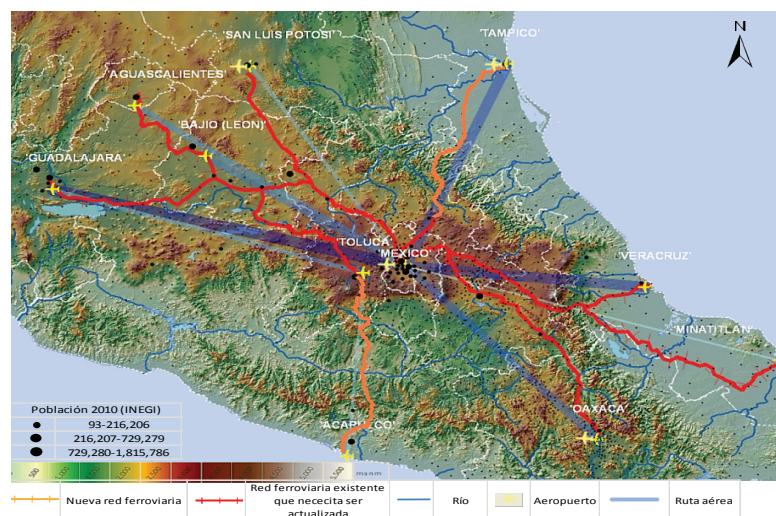 N
'SAN LUIS POTOSI'
'TAMPICO'
'AGUASCALIENTES'
'BAJIO (LEON)'
'GUADALAJARA'
'TOLUCA'
'MEXICO'
'VERACRUZ'
'MINATITLAN'
'OAXACA'
'ACAPULCO'
Población 2010 (INEGI)
93-216,206
216,207-729,279
729,280-1,815,786
m s n m
Nueva red ferroviaria
Red ferroviaria existente
que nececita ser
actualizada
Río
Aeropuerto
Ruta aérea